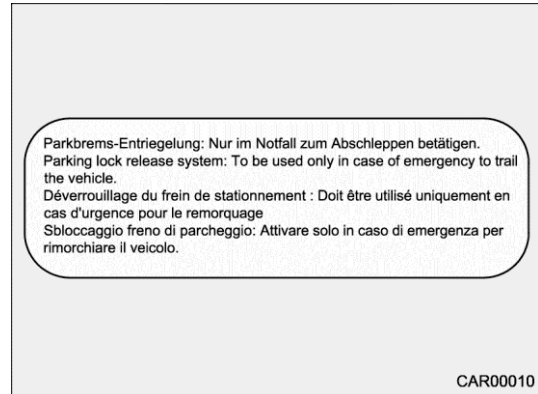 Parkbrems-Entriegelung: Nur im Notfall zum Abschleppen betätigen.
Parking lock release system: To be used only in case of emergency to trail
the vehicle.
Déverrouillage du frein de stationnement : Doit être utilisé uniquement en
cas d'urgence pour le remorquage
Sbloccaggio freno di parcheggio: Attivare solo in caso di emergenza per
rimorchiare il veicolo.
CAR00010